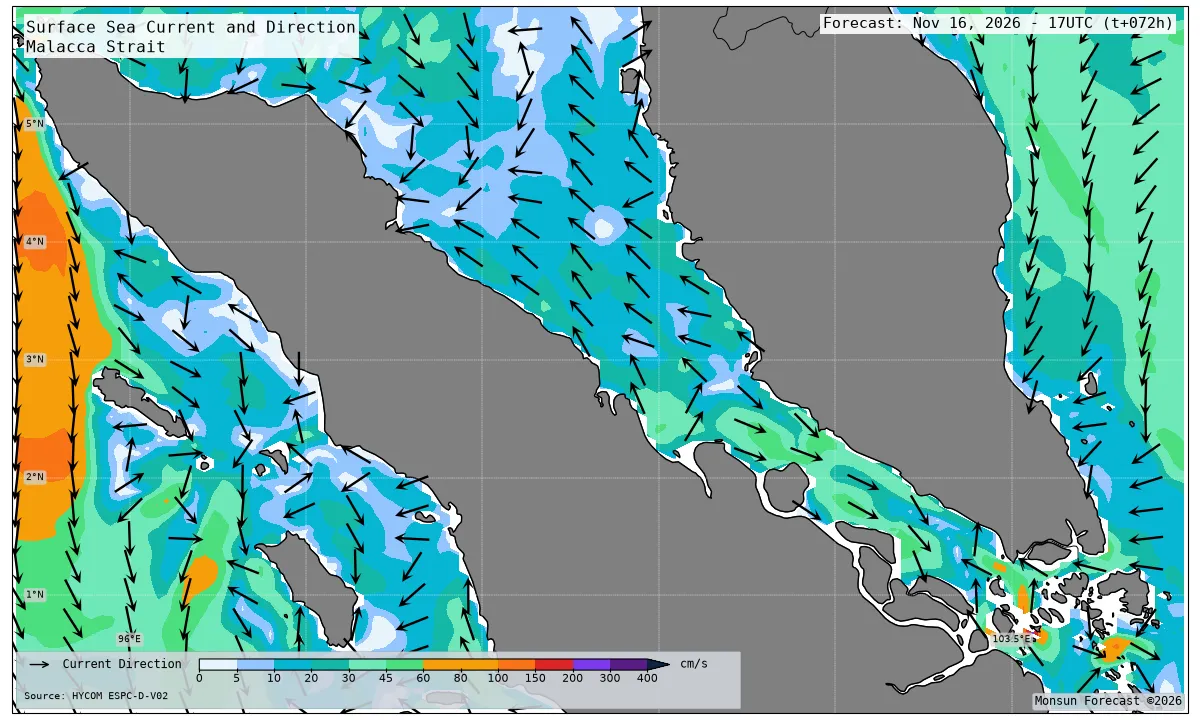 Surface Sea Current and Direction
Malacca Strait
Forecast: Nov 16, 2026 - 17UTC (t+072h)
5°N
4°N
3°N
2°N
1°N
96°E
103.5°E
Current Direction
0 5 10 20 30 45 60 80 100 150 200 300 400
cm/s
Source: HYCOM ESPC-D-V02
Monsun Forecast ©2026